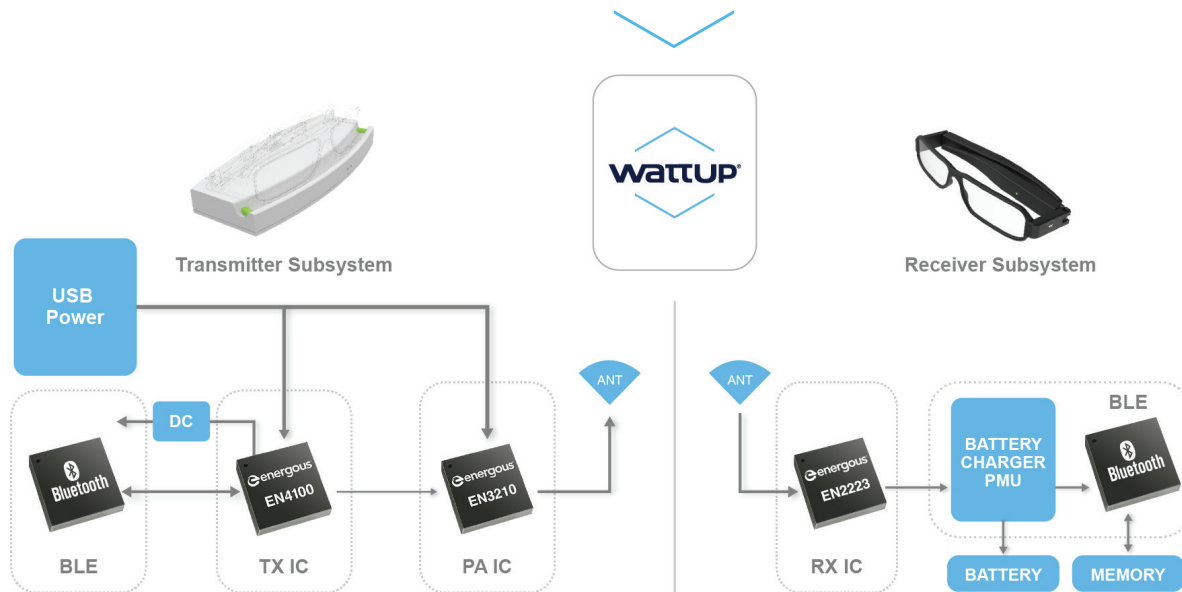 wattup®
Transmitter Subsystem
Receiver Subsystem
USB
Power
ANT
ANT
DC
BLE
Bluetooth
energous
EN4100
energous
EN3210
energous
EN2223
BATTERY
CHARGER
PMU
Bluetooth
BLE
TX IC
PA IC
RX IC
BATTERY
MEMORY